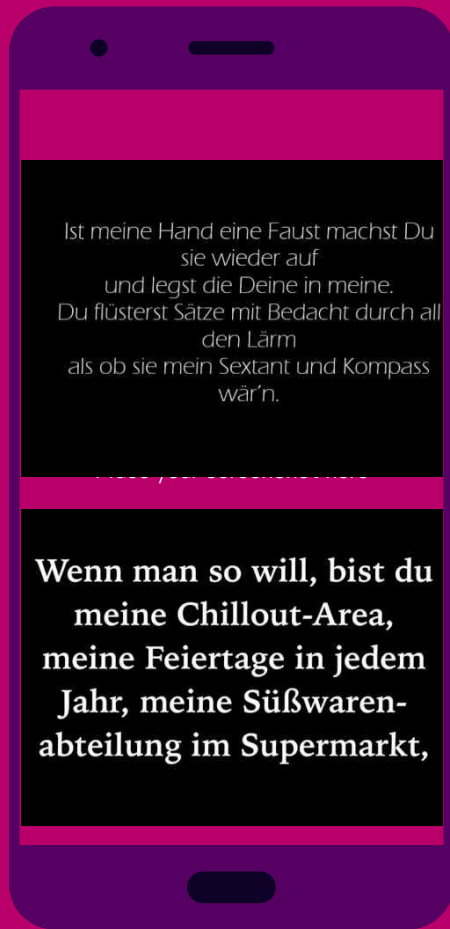 Ist meine Hand eine Faust machst Du
sie wieder auf
und legst die Deine in meine.
Du flüsterst Sätze mit Bedacht durch all
den Lärm
als ob sie mein Sextant und Kompass
wär'n.
Wenn man so will, bist du
meine Chillout-Area,
meine Feiertage in jedem
Jahr, meine Süßwaren-
abteilung im Supermarkt,